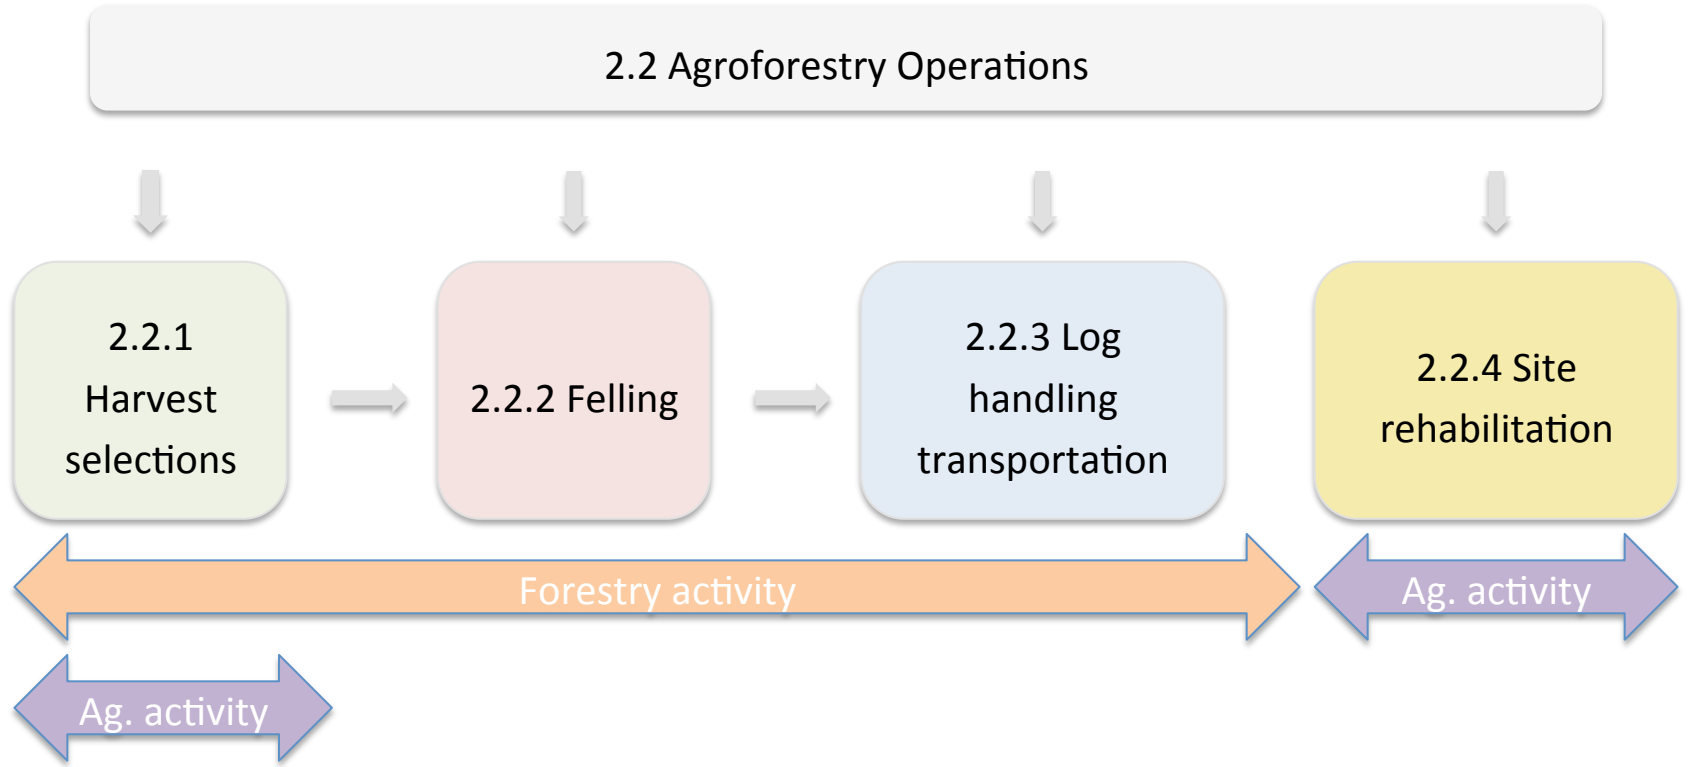 2.2 Agroforestry Operations
2.2.1
Harvest
selections
2.2.2 Felling
2.2.3 Log
handling
transportation
2.2.4 Site
rehabilitation
Forestry activity
Ag. activity
Ag. activity